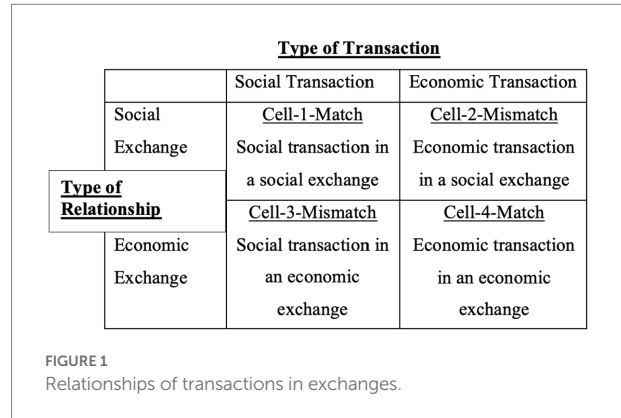 Type of Transaction
Social Transaction
Economic Transaction
Social
Exchange
Cell-1-Match
Social transaction in
a social exchange
Cell-2-Mismatch
Economic transaction
in a social exchange
Type of
Relationship
Economic
Exchange
Cell-3-Mismatch
Social transaction in
an economic
exchange
Cell-4-Match
Economic transaction
in an economic
exchange
FIGURE 1
Relationships of transactions in exchanges.